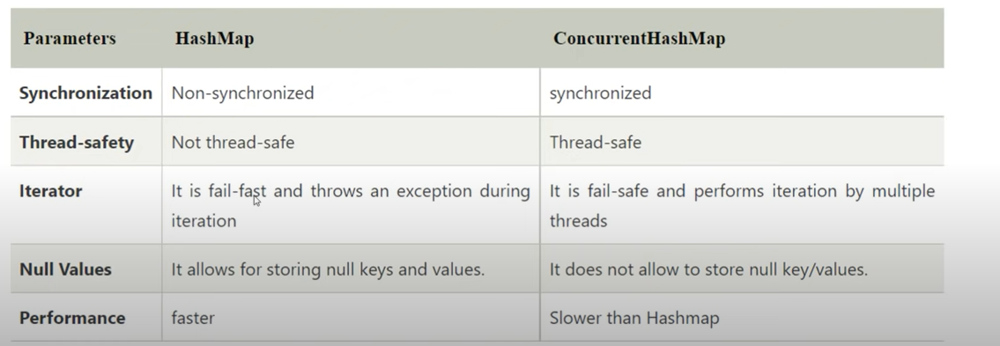 Parameters HashMap ConcurrentHashMap
Synchronization Non-synchronized synchronized
Thread-safety Not thread-safe Thread-safe
Iterator It is fail-fast and throws an exception during It is fail-safe and performs iteration by multiple
iteration threads
Null Values It allows for storing null keys and values. It does not allow to store null key/values.
Performance faster Slower than Hashmap